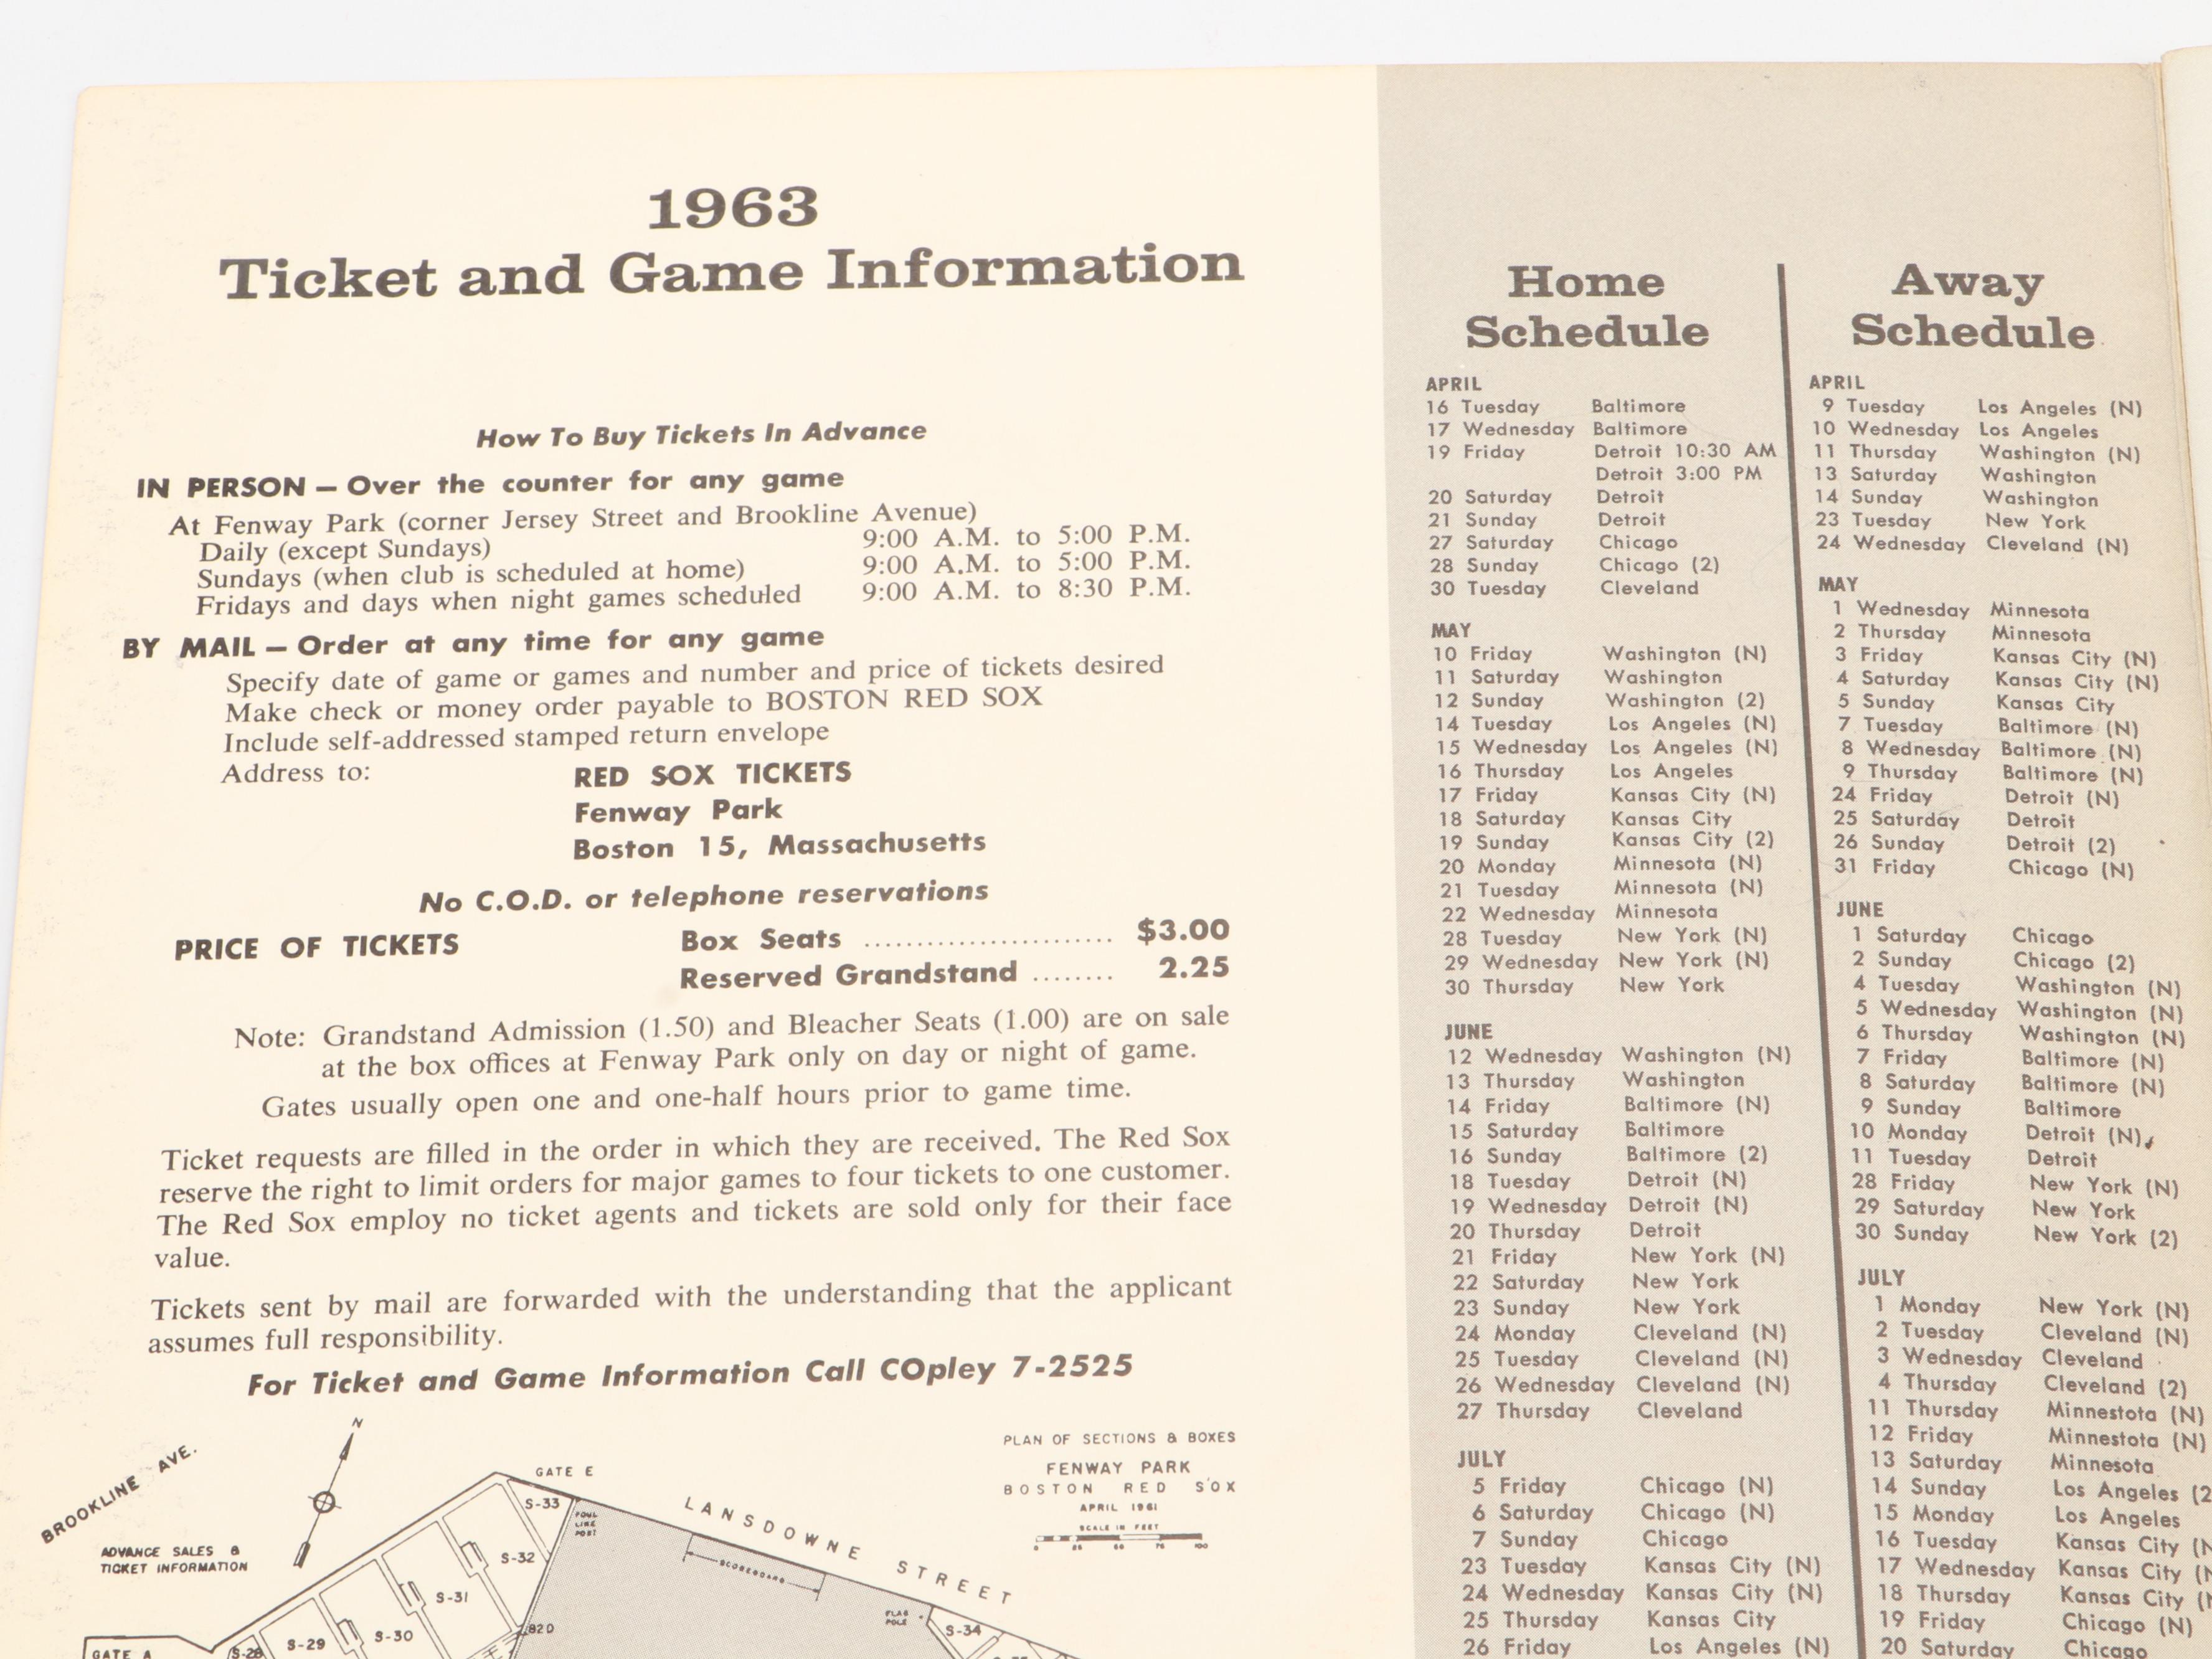 1963
Ticket and Game Information
How To Buy Tickets In Advance
IN PERSON — Over the counter for any game
At Fenway Park (corner Jersey Street and Brookline Avenue)
Daily (except Sundays) 9:00 A.M. to 5:00 P.M.
Sundays (when club is scheduled at home) 9:00 A.M. to 5:00 P.M.
Fridays and days when night games scheduled 9:00 A.M. to 8:30 P.M.
BY MAIL — Order at any time for any game
Specify date of game or games and number and price of tickets desired
Make check or money order payable to BOSTON RED SOX
Include self-addressed stamped return envelope
Address to: RED SOX TICKETS
Fenway Park
Boston 15, Massachusetts
No C.O.D. or telephone reservations
PRICE OF TICKETS Box Seats ........................ $3.00
Reserved Grandstand ........ 2.25
Note: Grandstand Admission (1.50) and Bleacher Seats (1.00) are on sale
at the box offices at Fenway Park only on day or night of game.
Gates usually open one and one-half hours prior to game time.
Ticket requests are filled in the order in which they are received. The Red Sox
reserve the right to limit orders for major games to four tickets to one customer.
The Red Sox employ no ticket agents and tickets are sold only for their face
value.
Tickets sent by mail are forwarded with the understanding that the applicant
assumes full responsibility.
For Ticket and Game Information Call COpley 7-2525
N
BROOKLINE AVE.
ADVANCE SALES &
TICKET INFORMATION
GATE E
LANSDOWNE STREET
PLAN OF SECTIONS & BOXES
FENWAY PARK
BOSTON RED SOX
APRIL 1961
SCALE IN FEET
0 25 50 75 100
S-33
FOUL
LINE
POST
S-32
SCOREBOARD
S-31
FLAG
POLE
S-34
82D
S-30
S-29
S-28
GATE A
Home
Schedule
APRIL
16 Tuesday Baltimore
17 Wednesday Baltimore
19 Friday Detroit 10:30 AM
Detroit 3:00 PM
20 Saturday Detroit
21 Sunday Detroit
27 Saturday Chicago
28 Sunday Chicago (2)
30 Tuesday Cleveland
MAY
10 Friday Washington (N)
11 Saturday Washington
12 Sunday Washington (2)
14 Tuesday Los Angeles (N)
15 Wednesday Los Angeles (N)
16 Thursday Los Angeles
17 Friday Kansas City (N)
18 Saturday Kansas City
19 Sunday Kansas City (2)
20 Monday Minnesota (N)
21 Tuesday Minnesota (N)
22 Wednesday Minnesota
28 Tuesday New York (N)
29 Wednesday New York (N)
30 Thursday New York
JUNE
12 Wednesday Washington (N)
13 Thursday Washington
14 Friday Baltimore (N)
15 Saturday Baltimore
16 Sunday Baltimore (2)
18 Tuesday Detroit (N)
19 Wednesday Detroit (N)
20 Thursday Detroit
21 Friday New York (N)
22 Saturday New York
23 Sunday New York
24 Monday Cleveland (N)
25 Tuesday Cleveland (N)
26 Wednesday Cleveland (N)
27 Thursday Cleveland
JULY
5 Friday Chicago (N)
6 Saturday Chicago (N)
7 Sunday Chicago
23 Tuesday Kansas City (N)
24 Wednesday Kansas City (N)
25 Thursday Kansas City
26 Friday Los Angeles (N)
Away
Schedule
APRIL
9 Tuesday Los Angeles (N)
10 Wednesday Los Angeles
11 Thursday Washington (N)
13 Saturday Washington
14 Sunday Washington
23 Tuesday New York
24 Wednesday Cleveland (N)
MAY
1 Wednesday Minnesota
2 Thursday Minnesota
3 Friday Kansas City (N)
4 Saturday Kansas City (N)
5 Sunday Kansas City
7 Tuesday Baltimore (N)
8 Wednesday Baltimore (N)
9 Thursday Baltimore (N)
24 Friday Detroit (N)
25 Saturday Detroit
26 Sunday Detroit (2)
31 Friday Chicago (N)
JUNE
1 Saturday Chicago
2 Sunday Chicago (2)
4 Tuesday Washington (N)
5 Wednesday Washington (N)
6 Thursday Washington (N)
7 Friday Baltimore (N)
8 Saturday Baltimore (N)
9 Sunday Baltimore
10 Monday Detroit (N)
11 Tuesday Detroit
28 Friday New York (N)
29 Saturday New York
30 Sunday New York (2)
JULY
1 Monday New York (N)
2 Tuesday Cleveland (N)
3 Wednesday Cleveland
4 Thursday Cleveland (2)
11 Thursday Minnestota (N)
12 Friday Minnestota (N)
13 Saturday Minnesota
14 Sunday Los Angeles (2
15 Monday Los Angeles
16 Tuesday Kansas City (N
17 Wednesday Kansas City (N
18 Thursday Kansas City (N
19 Friday Chicago (N)
20 Saturday Chicago